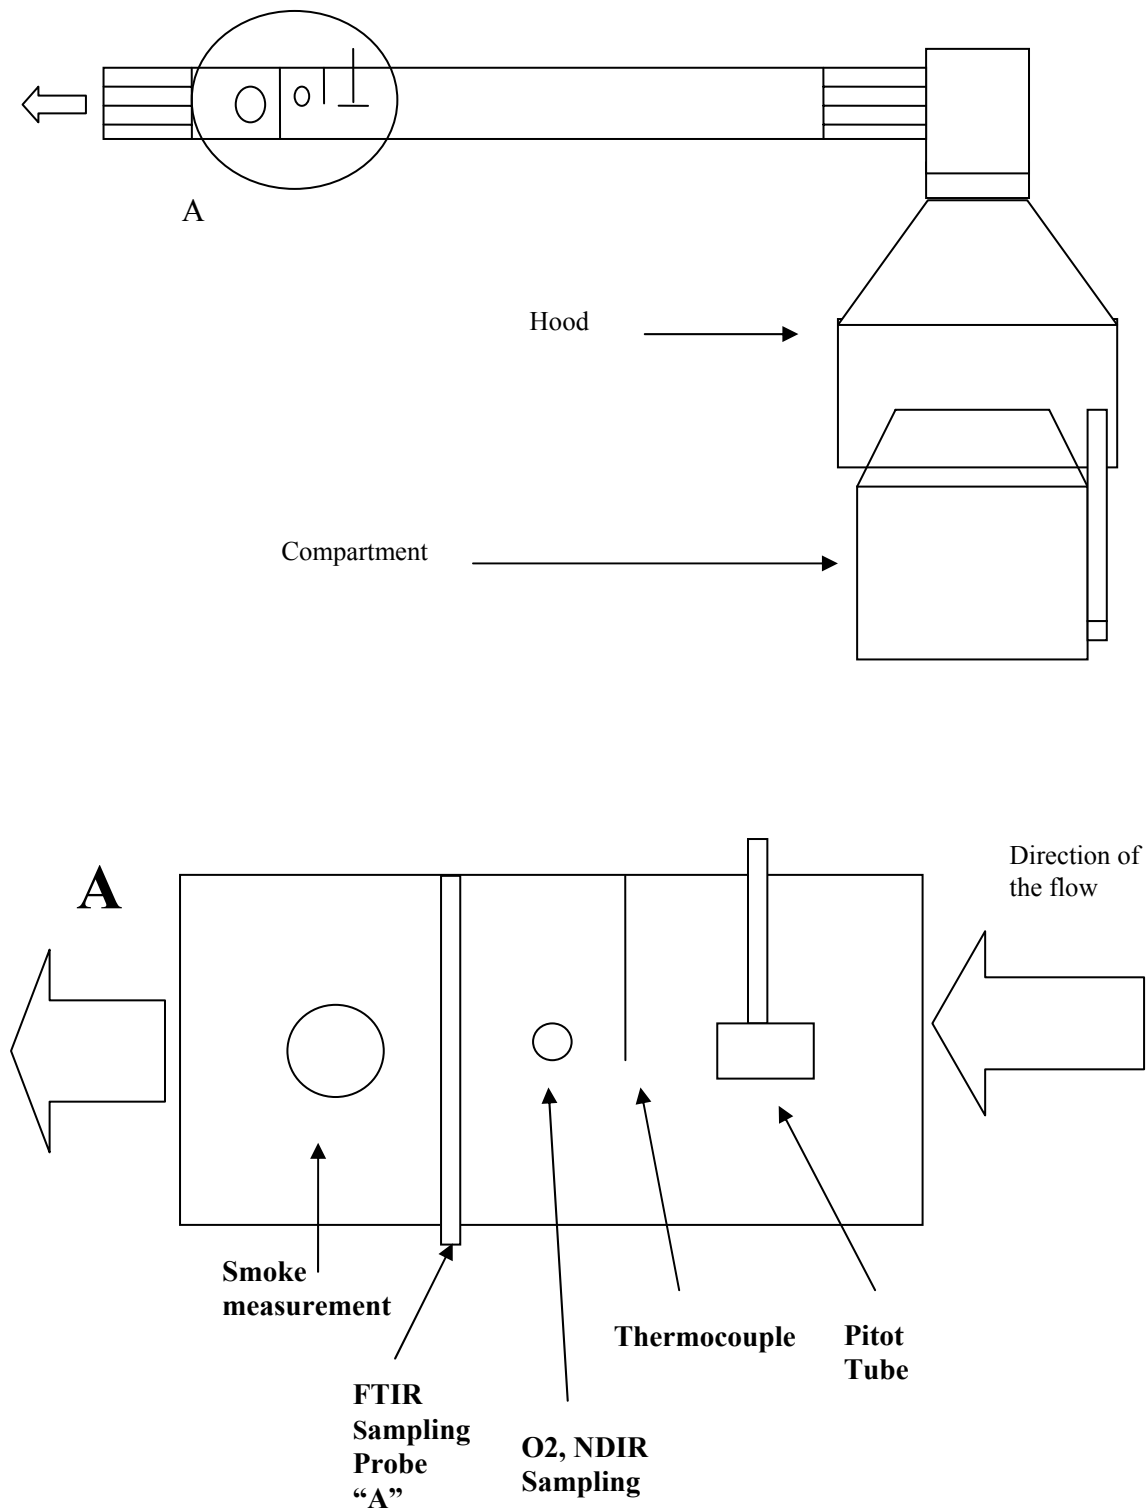 A
Hood
Compartment
A
Direction of
the flow
Smoke
measurement
FTIR
Sampling
Probe
“A”
O2, NDIR
Sampling
Thermocouple
Pitot
Tube